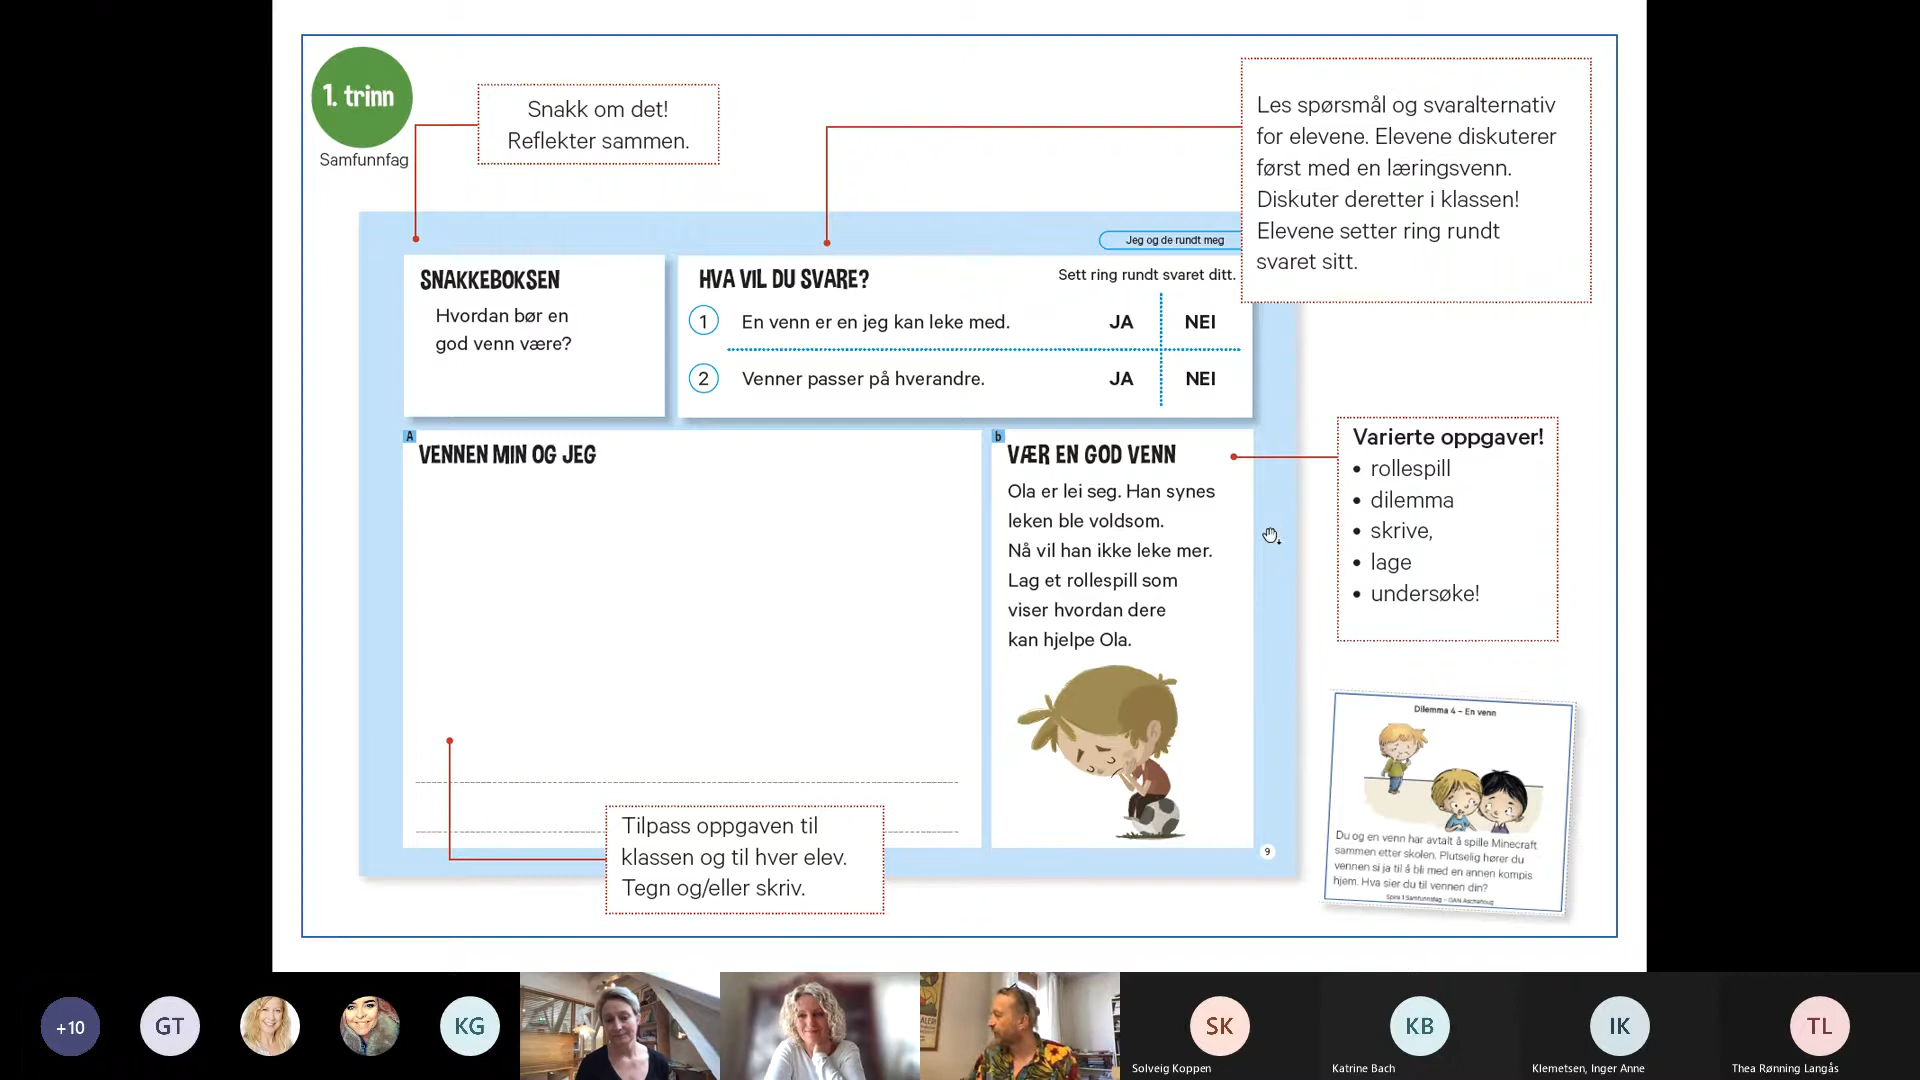 1. trinn
Samfunnfag
Snakk om det!
Reflekter sammen.
Les spørsmål og svaralternativ
for elevene. Elevene diskuterer
først med en læringsvenn.
Diskuter deretter i klassen!
Elevene setter ring rundt
svaret sitt.
Jeg og de rundt meg
SNAKKEBOKSEN
Hvordan bør en
god venn være?
HVA VIL DU SVARE?
Sett ring rundt svaret ditt.
1 En venn er en jeg kan leke med. JA NEI
2 Venner passer på hverandre. JA NEI
A
VENNEN MIN OG JEG
b
VÆR EN GOD VENN
Ola er lei seg. Han synes
leken ble voldsom.
Nå vil han ikke leke mer.
Lag et rollespill som
viser hvordan dere
kan hjelpe Ola.
9
Varierte oppgaver!
• rollespill
• dilemma
• skrive,
• lage
• undersøke!
Tilpass oppgaven til
klassen og til hver elev.
Tegn og/eller skriv.
Dilemma 4 – En venn
Du og en venn har avtalt å spille Minecraft
sammen etter skolen. Plutselig hører du
vennen si ja til å bli med en annen kompis
hjem. Hva sier du til vennen din?
Spira 1 Samfunnsfag – GAN Aschehoug
+10
GT
KG
SK
KB
IK
TL
Solveig Koppen
Katrine Bach
Klemetsen, Inger Anne
Thea Rønning Langås